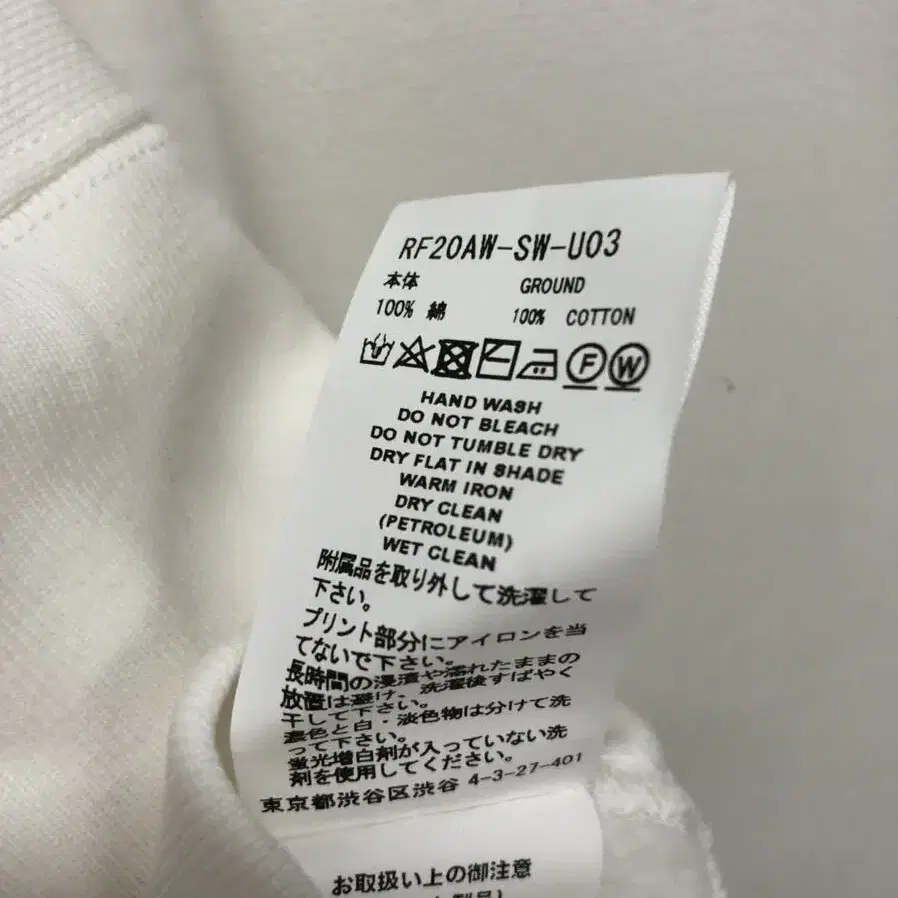 RF20AW-SW-U03
本体 GROUND
100% 綿 100% COTTON
F W
HAND WASH
DO NOT BLEACH
DO NOT TUMBLE DRY
DRY FLAT IN SHADE
WARM IRON
DRY CLEAN
(PETROLEUM)
WET CLEAN
附属品を取り外して洗濯して
下さい。
プリント部分にアイロンを当
てないで下さい。
長時間の浸漬や濡れたままの
放置は避け、洗濯後すばやく
干して下さい。
濃色と白・淡色物は分けて洗
って下さい。
蛍光増白剤が入っていない洗
剤を使用してください。
東京都渋谷区渋谷 4-3-27-401
お取扱い上の御注意